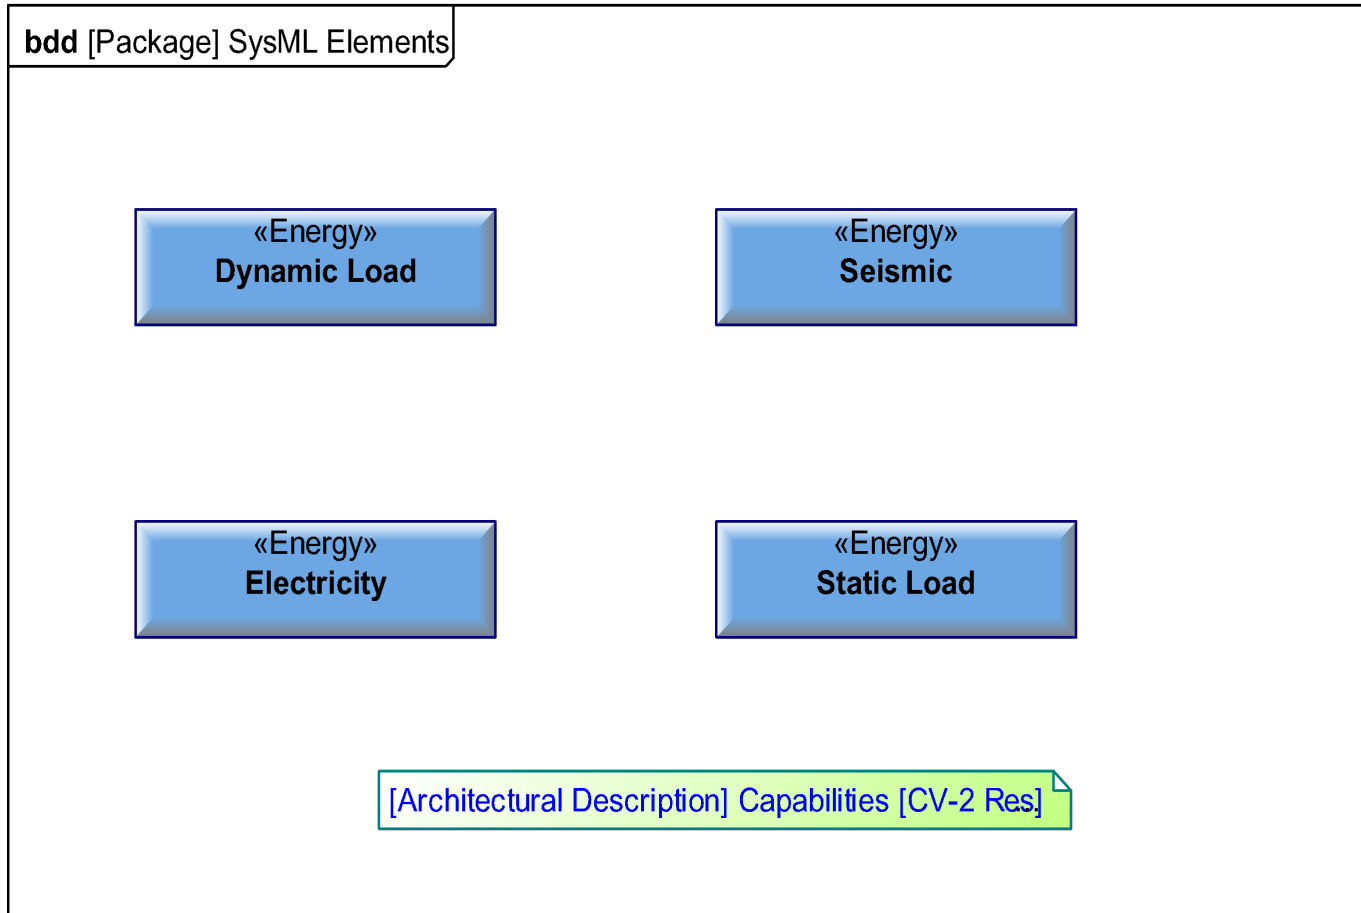 bdd [Package] SysML Elements
«Energy»
Dynamic Load
«Energy»
Seismic
«Energy»
Electricity
«Energy»
Static Load
[Architectural Description] Capabilities [CV-2 Res]
...